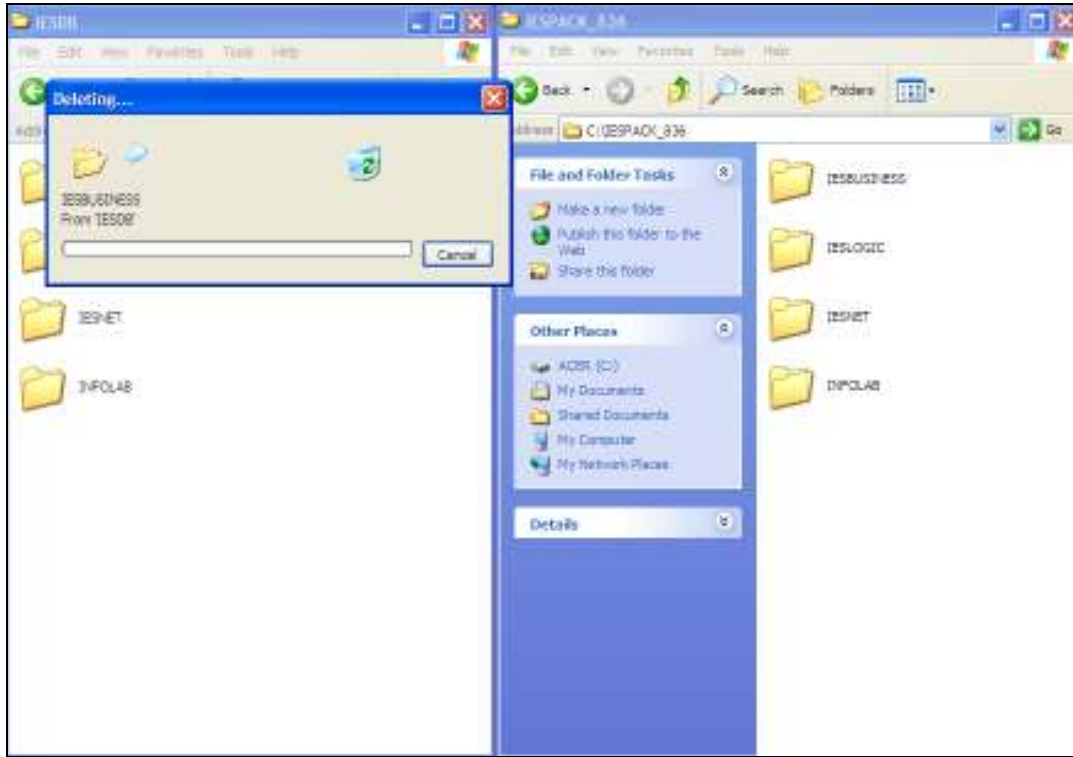 IESDB
File Edit View Favorites Tools Help
Deleting...
IESBUSINESS
From 'IESDB'
Cancel
IESNET
INFOLAB
IESPACK_836
File Edit View Favorites Tools Help
Back
Search
Folders
Address
C:\IESPACK_836
Go
File and Folder Tasks
Make a new folder
Publish this folder to the
Web
Share this folder
Other Places
ACER (C:)
My Documents
Shared Documents
My Computer
My Network Places
Details
IESBUSINESS
IESLOGIC
IESNET
INFOLAB